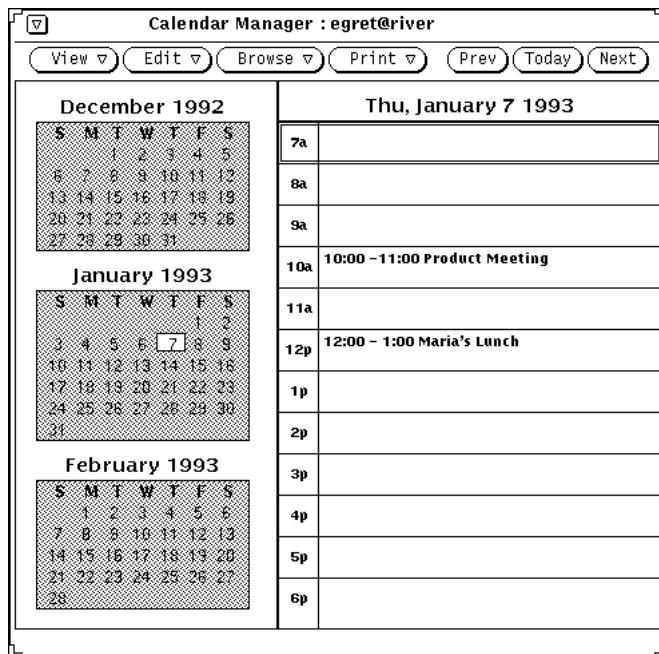 Calendar Manager : egret@river
View Edit Browse Print Prev Today Next
December 1992
S M T W T F S
1 2 3 4 5
6 7 8 9 10 11 12
13 14 15 16 17 18 19
20 21 22 23 24 25 26
27 28 29 30 31
January 1993
S M T W T F S
1 2
3 4 5 6 7 8 9
10 11 12 13 14 15 16
17 18 19 20 21 22 23
24 25 26 27 28 29 30
31
February 1993
S M T W T F S
1 2 3 4 5 6
7 8 9 10 11 12 13
14 15 16 17 18 19 20
21 22 23 24 25 26 27
28
Thu, January 7 1993
7a
8a
9a
10a 10:00 -11:00 Product Meeting
11a
12p 12:00 - 1:00 Maria's Lunch
1p
2p
3p
4p
5p
6p